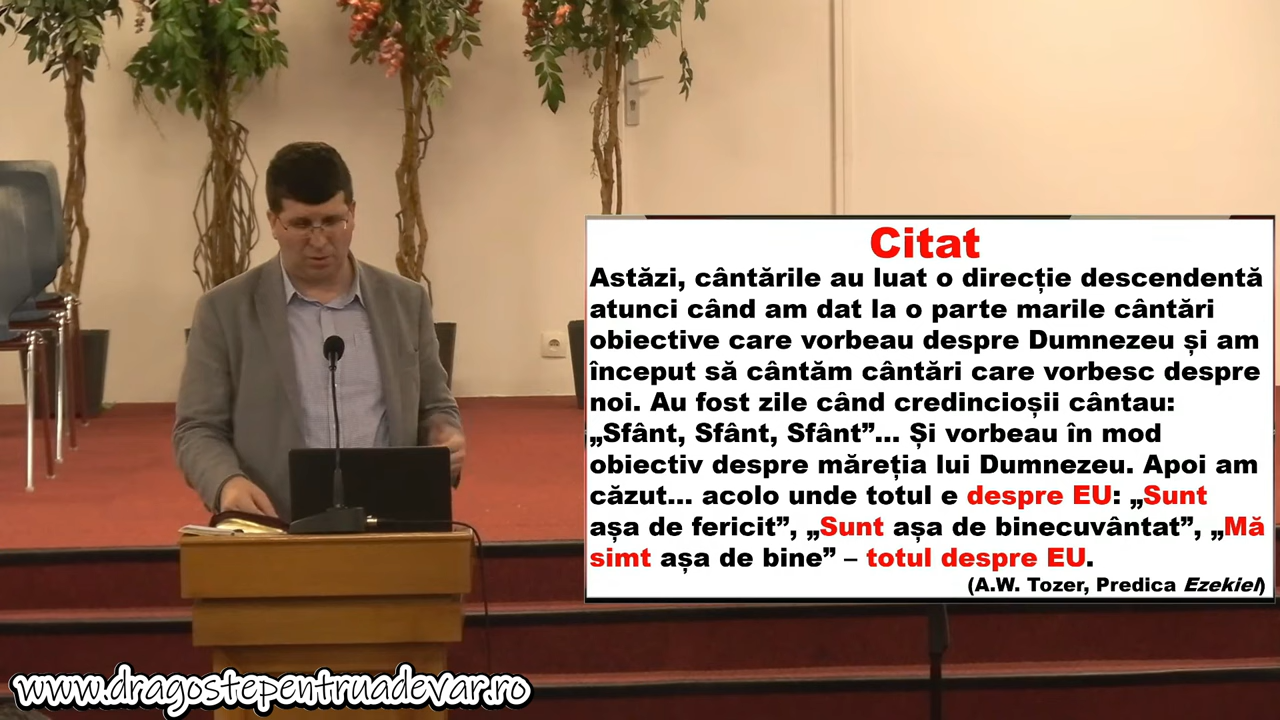 Citat
Astăzi, cântările au luat o direcție descendentă
atunci când am dat la o parte marile cântări
obiective care vorbeau despre Dumnezeu și am
început să cântăm cântări care vorbesc despre
noi. Au fost zile când credincioșii cântau:
„Sfânt, Sfânt, Sfânt”... Și vorbeau în mod
obiectiv despre măreția lui Dumnezeu. Apoi am
căzut... acolo unde totul e despre EU: „Sunt
așa de fericit”, „Sunt așa de binecuvântat”, „Mă
simt așa de bine” – totul despre EU.
(A.W. Tozer, Predica Ezekiel)
www.dragostepentruadevar.ro